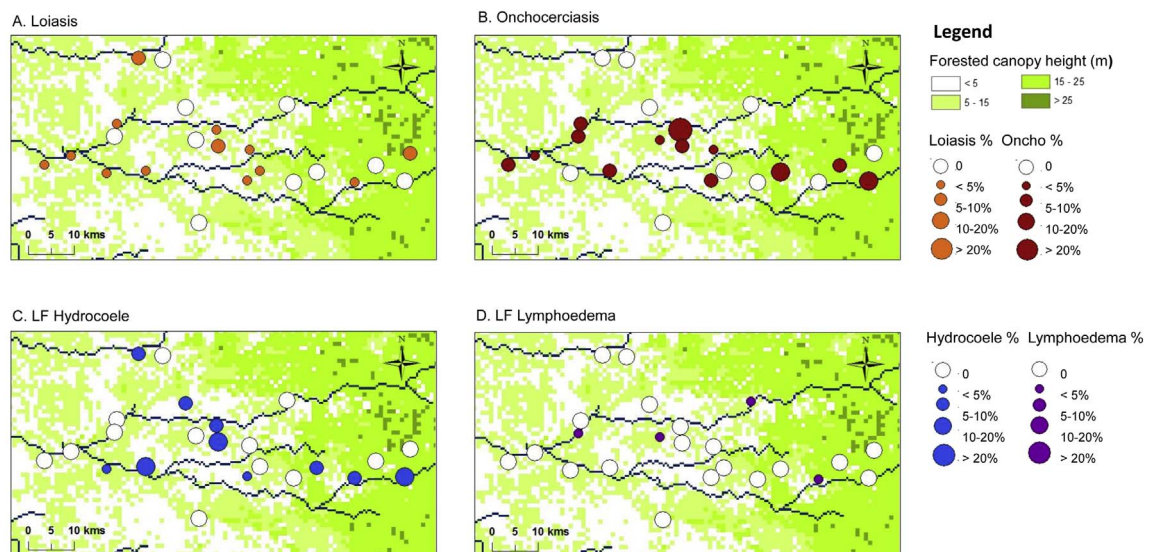 A. Loiasis
B. Onchocerciasis
N
N
0 5 10 kms
0 5 10 kms
Legend
Forested canopy height (m)
< 5
15 - 25
5 - 15
> 25
Loiasis % Oncho %
0 0
< 5% < 5%
5-10% 5-10%
10-20% 10-20%
> 20% > 20%
C. LF Hydrocoele
D. LF Lymphoedema
N
N
0 5 10 kms
0 5 10 kms
Hydrocoele % Lymphoedema %
0 0
< 5% < 5%
5-10% 5-10%
10-20% 10-20%
> 20% > 20%